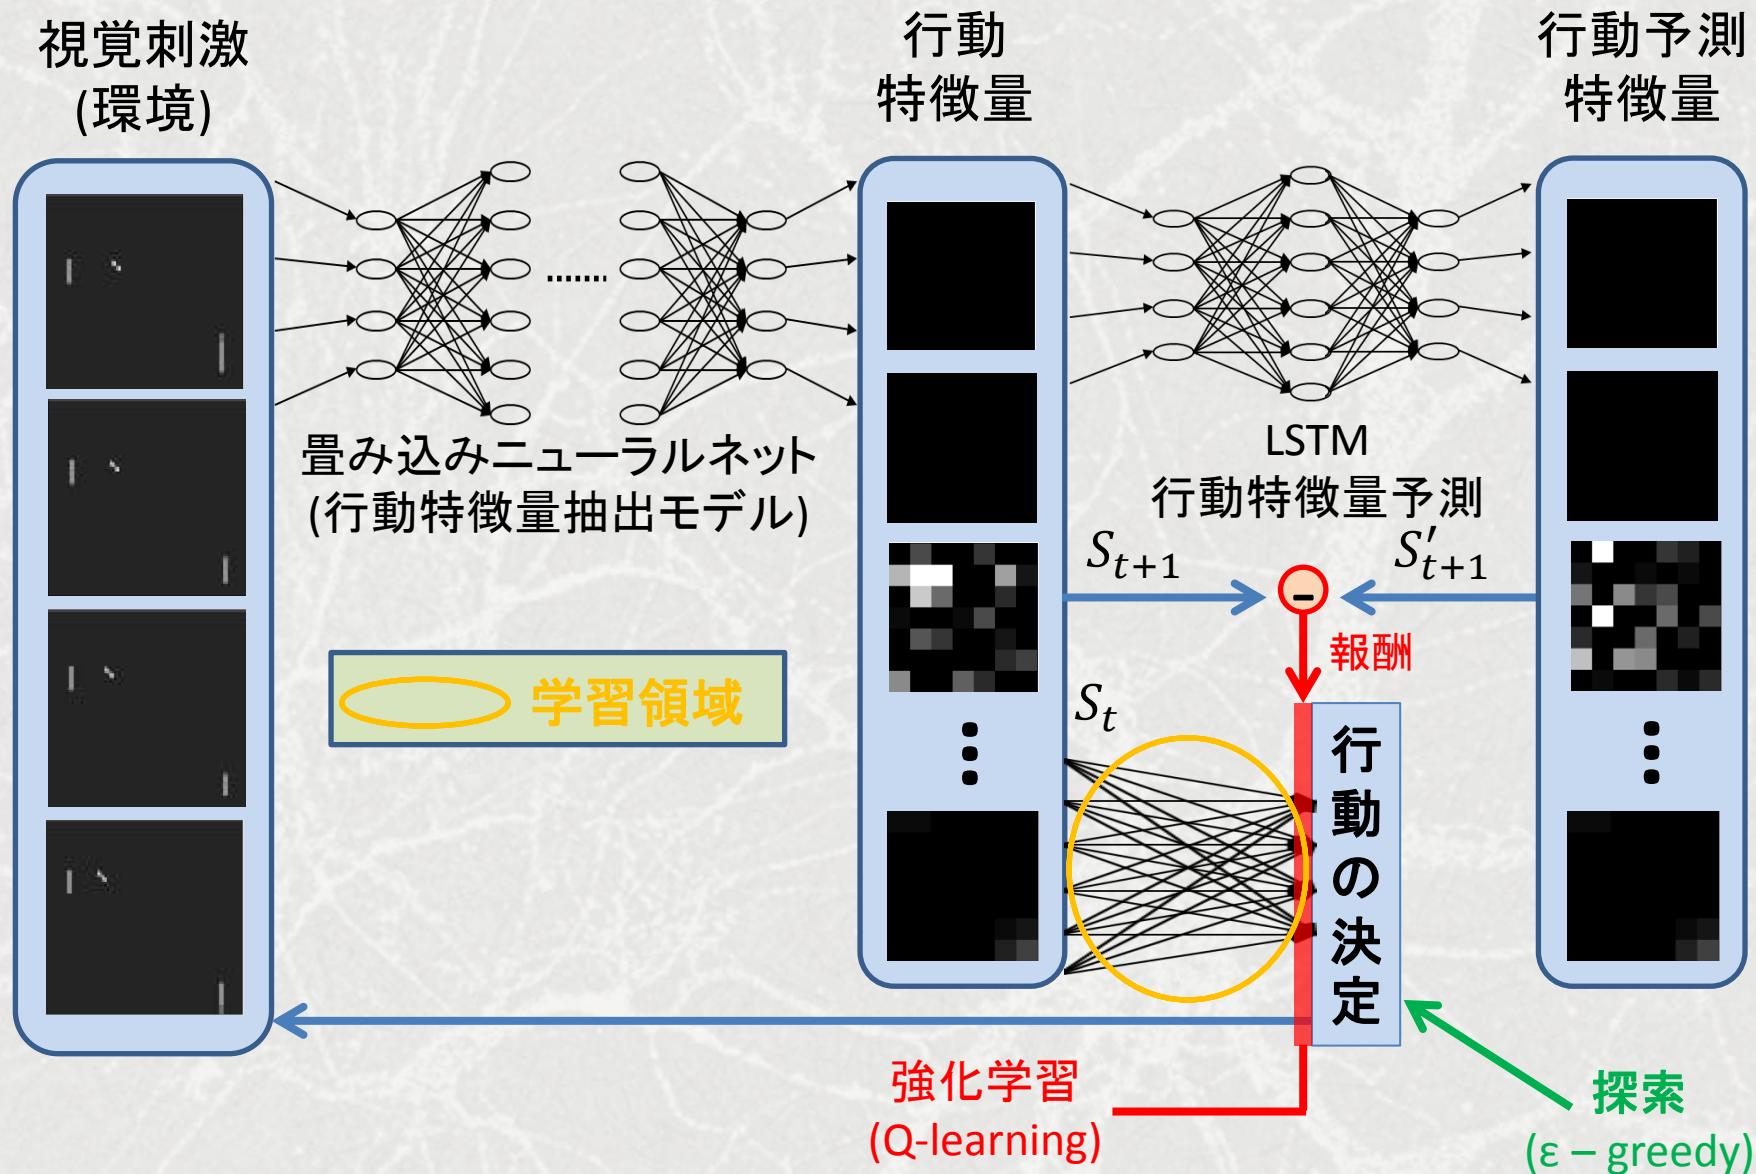 視覚刺激
(環境)
行動
特徴量
行動予測
特徴量
.......
畳み込みニューラルネット
(行動特徴量抽出モデル)
LSTM
行動特徴量予測
S_{t+1}
S'_{t+1}
-
報酬
学習領域
S_t
行動の決定
強化学習
(Q-learning)
探索
(ε – greedy)